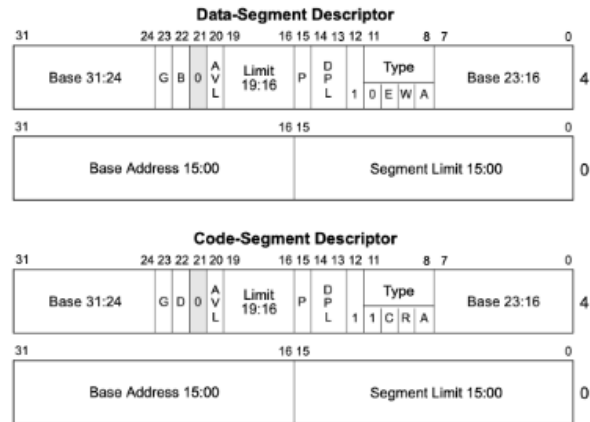 Data-Segment Descriptor
31 24 23 22 21 20 19 16 15 14 13 12 11 8 7 0
Base 31:24 G B 0 AVL Limit 19:16 P DPL 1 Type 0 E W A Base 23:16 4
31 16 15 0
Base Address 15:00 Segment Limit 15:00 0
Code-Segment Descriptor
31 24 23 22 21 20 19 16 15 14 13 12 11 8 7 0
Base 31:24 G D 0 AVL Limit 19:16 P DPL 1 Type 1 C R A Base 23:16 4
31 16 15 0
Base Address 15:00 Segment Limit 15:00 0